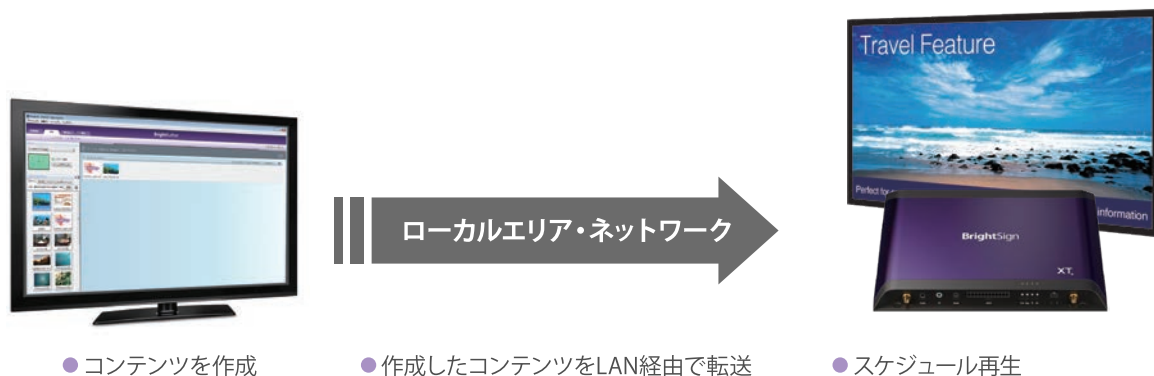 Travel Feature
Perfect for
information
BrightSign
XT
ローカルエリア・ネットワーク
● コンテンツを作成
● 作成したコンテンツをLAN経由で転送
● スケジュール再生